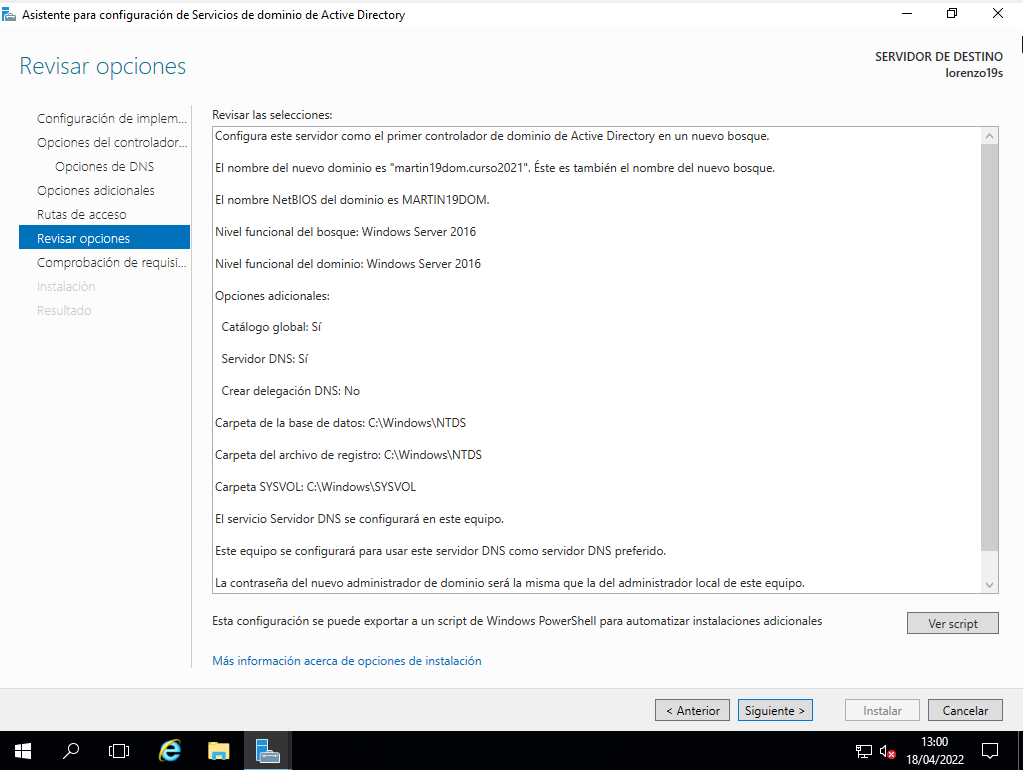 Asistente para configuración de Servicios de dominio de Active Directory
Revisar opciones
SERVIDOR DE DESTINO
lorenzo19s
Configuración de implem...
Opciones del controlador...
Opciones de DNS
Opciones adicionales
Rutas de acceso
Revisar opciones
Comprobación de requisi...
Instalación
Resultado
Revisar las selecciones:
Configura este servidor como el primer controlador de dominio de Active Directory en un nuevo bosque.
El nombre del nuevo dominio es "martin19dom.curso2021". Éste es también el nombre del nuevo bosque.
El nombre NetBIOS del dominio es MARTIN19DOM.
Nivel funcional del bosque: Windows Server 2016
Nivel funcional del dominio: Windows Server 2016
Opciones adicionales:
Catálogo global: Sí
Servidor DNS: Sí
Crear delegación DNS: No
Carpeta de la base de datos: C:\Windows\NTDS
Carpeta del archivo de registro: C:\Windows\NTDS
Carpeta SYSVOL: C:\Windows\SYSVOL
El servicio Servidor DNS se configurará en este equipo.
Este equipo se configurará para usar este servidor DNS como servidor DNS preferido.
La contraseña del nuevo administrador de dominio será la misma que la del administrador local de este equipo.
Esta configuración se puede exportar a un script de Windows PowerShell para automatizar instalaciones adicionales
Ver script
Más información acerca de opciones de instalación
< Anterior
Siguiente >
Instalar
Cancelar
13:00
18/04/2022